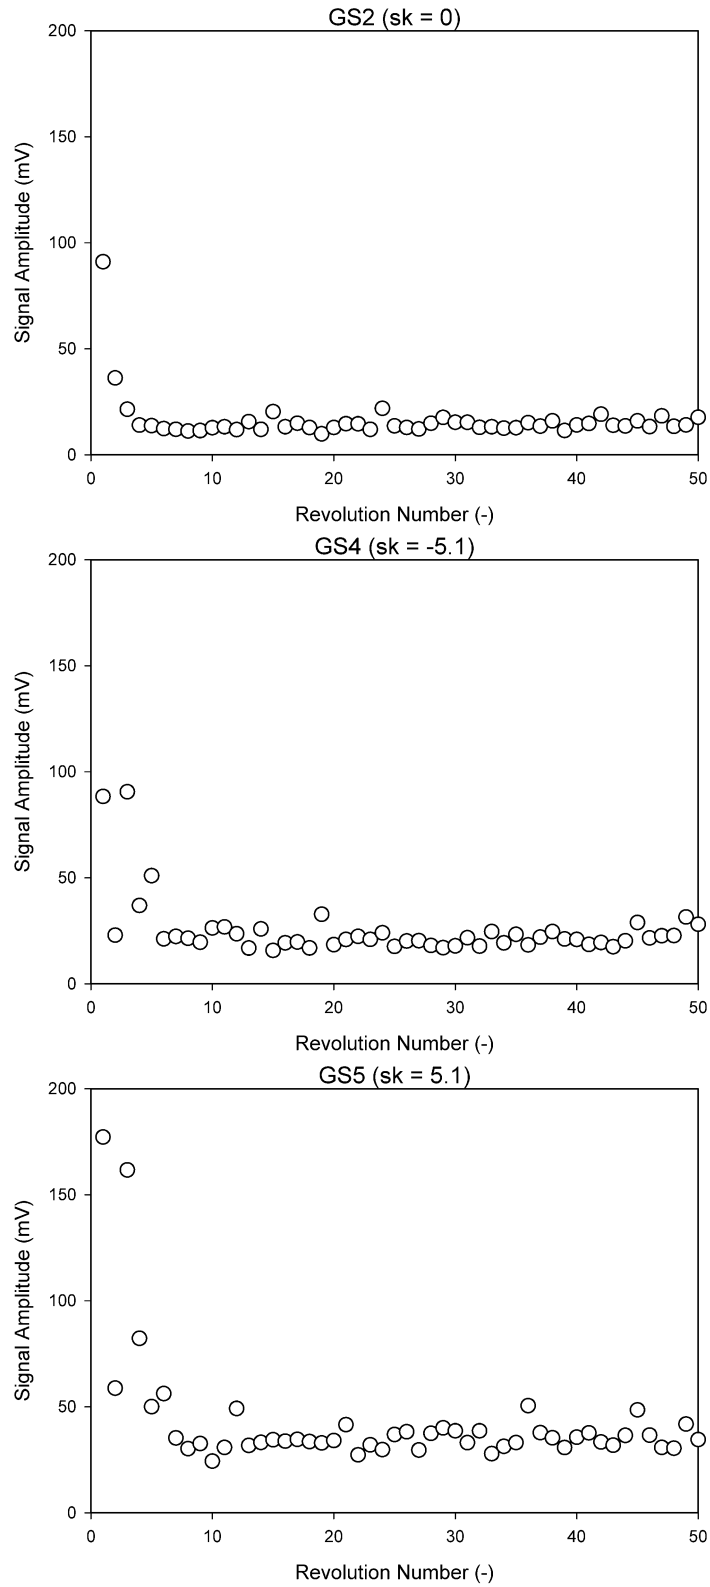 GS2 (sk = 0)
200
150
100
50
0
Signal Amplitude (mV)
0 10 20 30 40 50
Revolution Number (-)
GS4 (sk = -5.1)
200
150
100
50
0
Signal Amplitude (mV)
0 10 20 30 40 50
Revolution Number (-)
GS5 (sk = 5.1)
200
150
100
50
0
Signal Amplitude (mV)
0 10 20 30 40 50
Revolution Number (-)